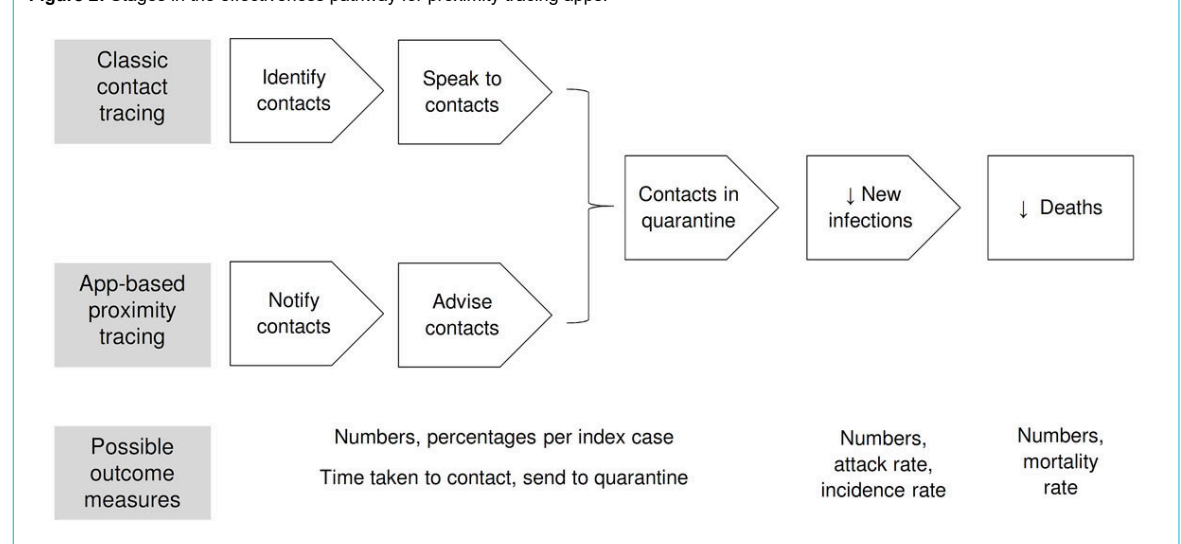 Figure 2. Stages in the effectiveness pathway for proximity tracing apps.
Classic
contact
tracing
Identify
contacts
Speak to
contacts
Contacts in
quarantine
↓ New
infections
↓ Deaths
App-based
proximity
tracing
Notify
contacts
Advise
contacts
Possible
outcome
measures
Numbers, percentages per index case
Time taken to contact, send to quarantine
Numbers,
attack rate,
incidence rate
Numbers,
mortality
rate